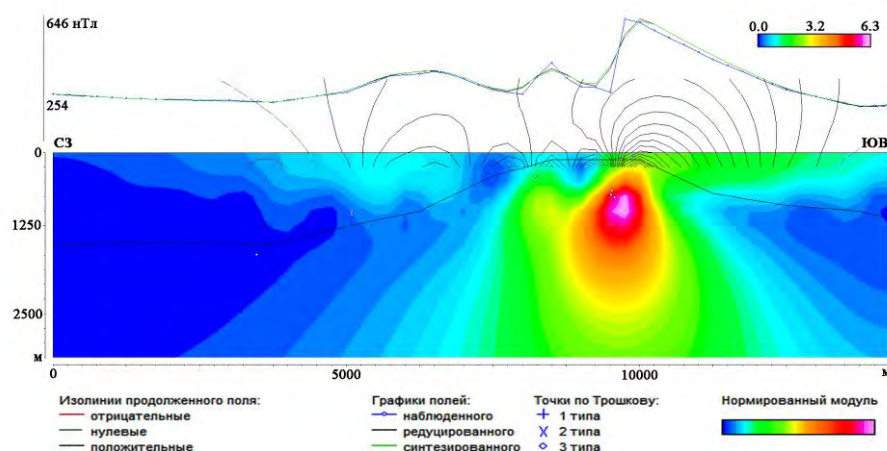 646 нТл
0.0 3.2 6.3
254
СЗ ЮВ
0
1250
2500
м
0 5000 10000 м
Изолинии продолженного поля:
отрицательные
нулевые
положительные
Графики полей:
наблюденного
редуцированного
синтезированного
Точки по Трошкову:
1 типа
2 типа
3 типа
Нормированный модуль